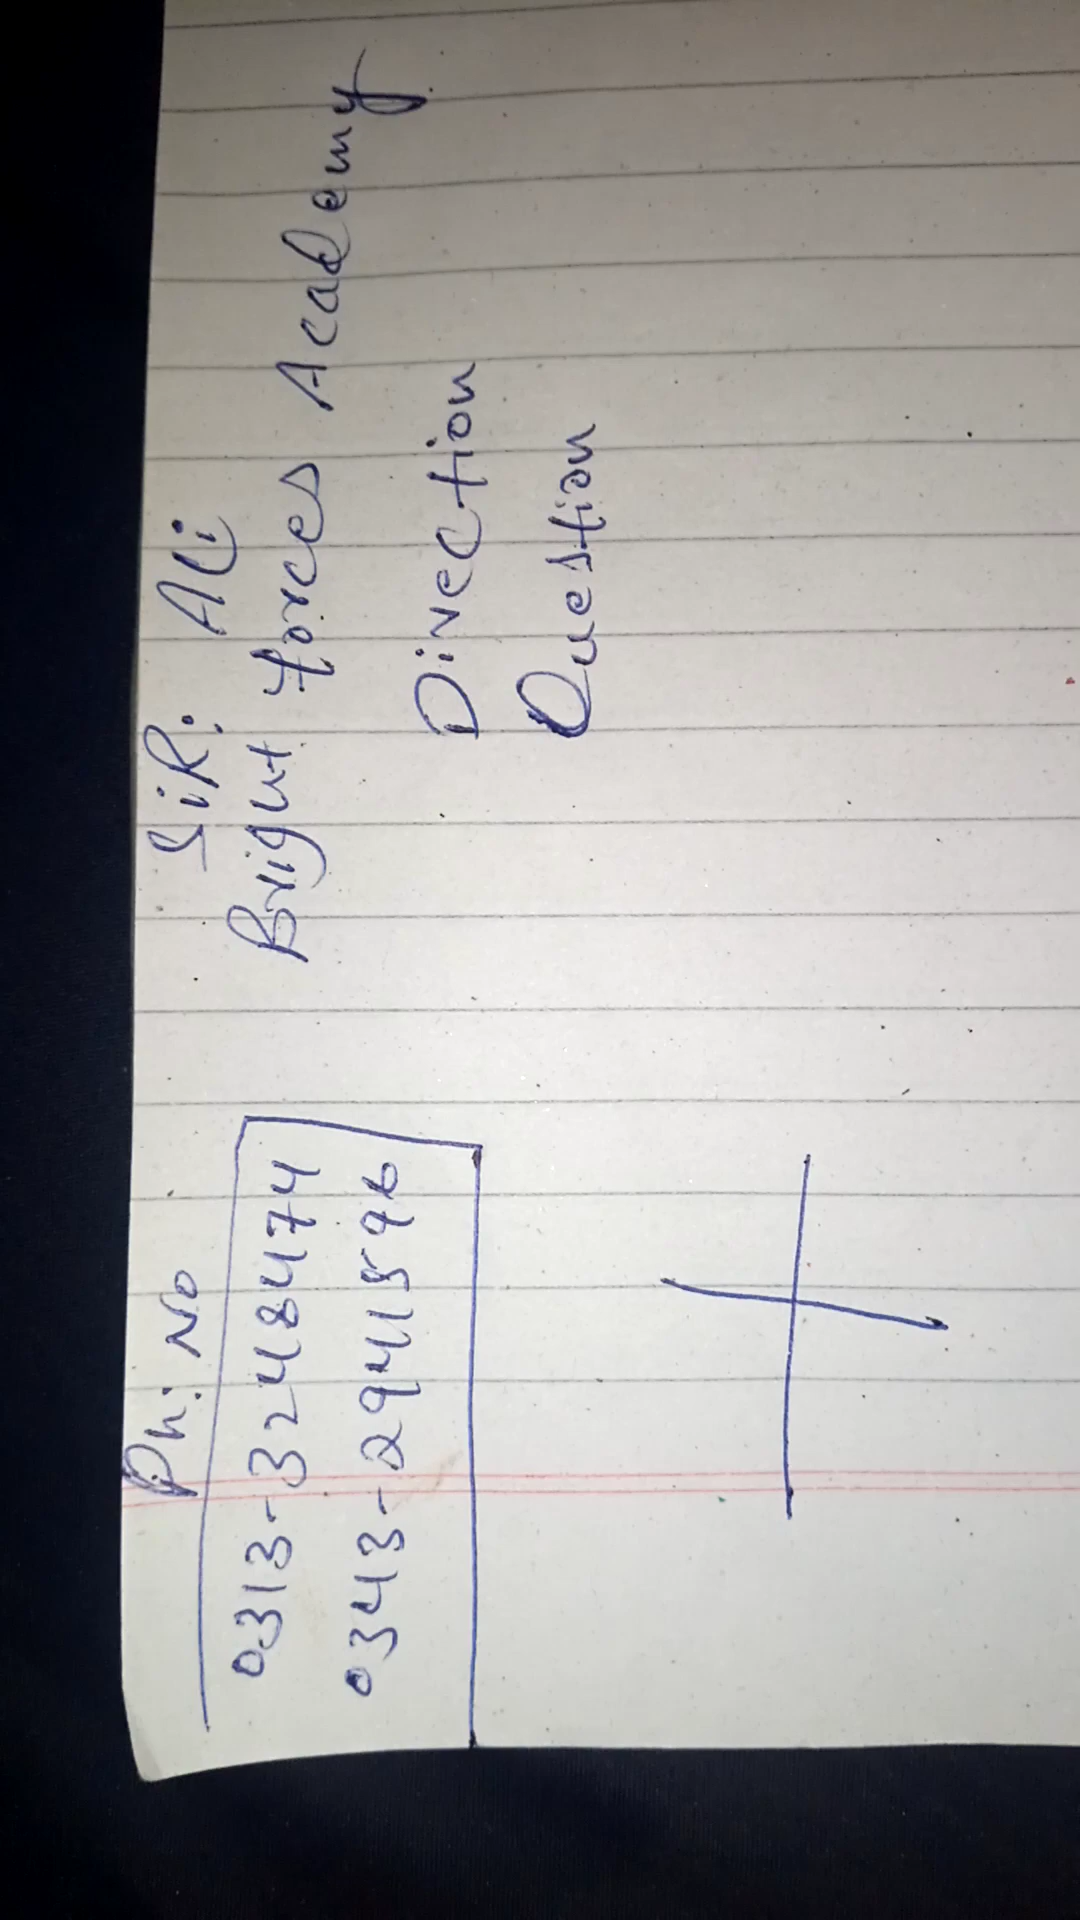 Ph: No
SiR: Ali
Bright forces Academy
0313-3248474
0343-2941596
Direction
Question